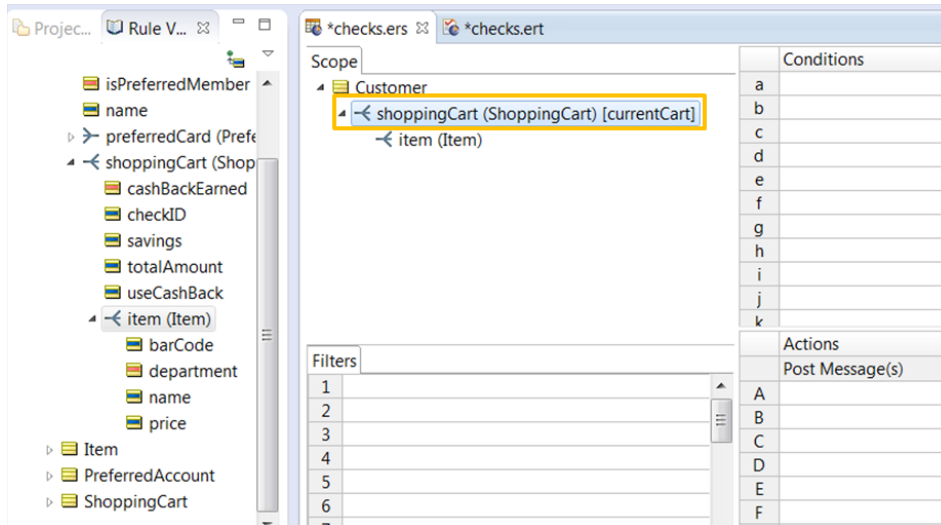 Projec...
Rule V...
isPreferredMember
name
preferredCard (Prefe
shoppingCart (Shop
cashBackEarned
checkID
savings
totalAmount
useCashBack
item (Item)
barCode
department
name
price
Item
PreferredAccount
ShoppingCart
*checks.ers
*checks.ert
Scope
Customer
shoppingCart (ShoppingCart) [currentCart]
item (Item)
Filters
1
2
3
4
5
6
Conditions
a
b
c
d
e
f
g
h
i
j
k
Actions
Post Message(s)
A
B
C
D
E
F